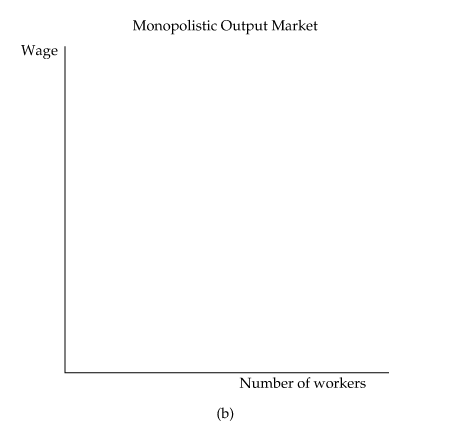 Monopolistic Output Market
Wage
Number of workers
(b)